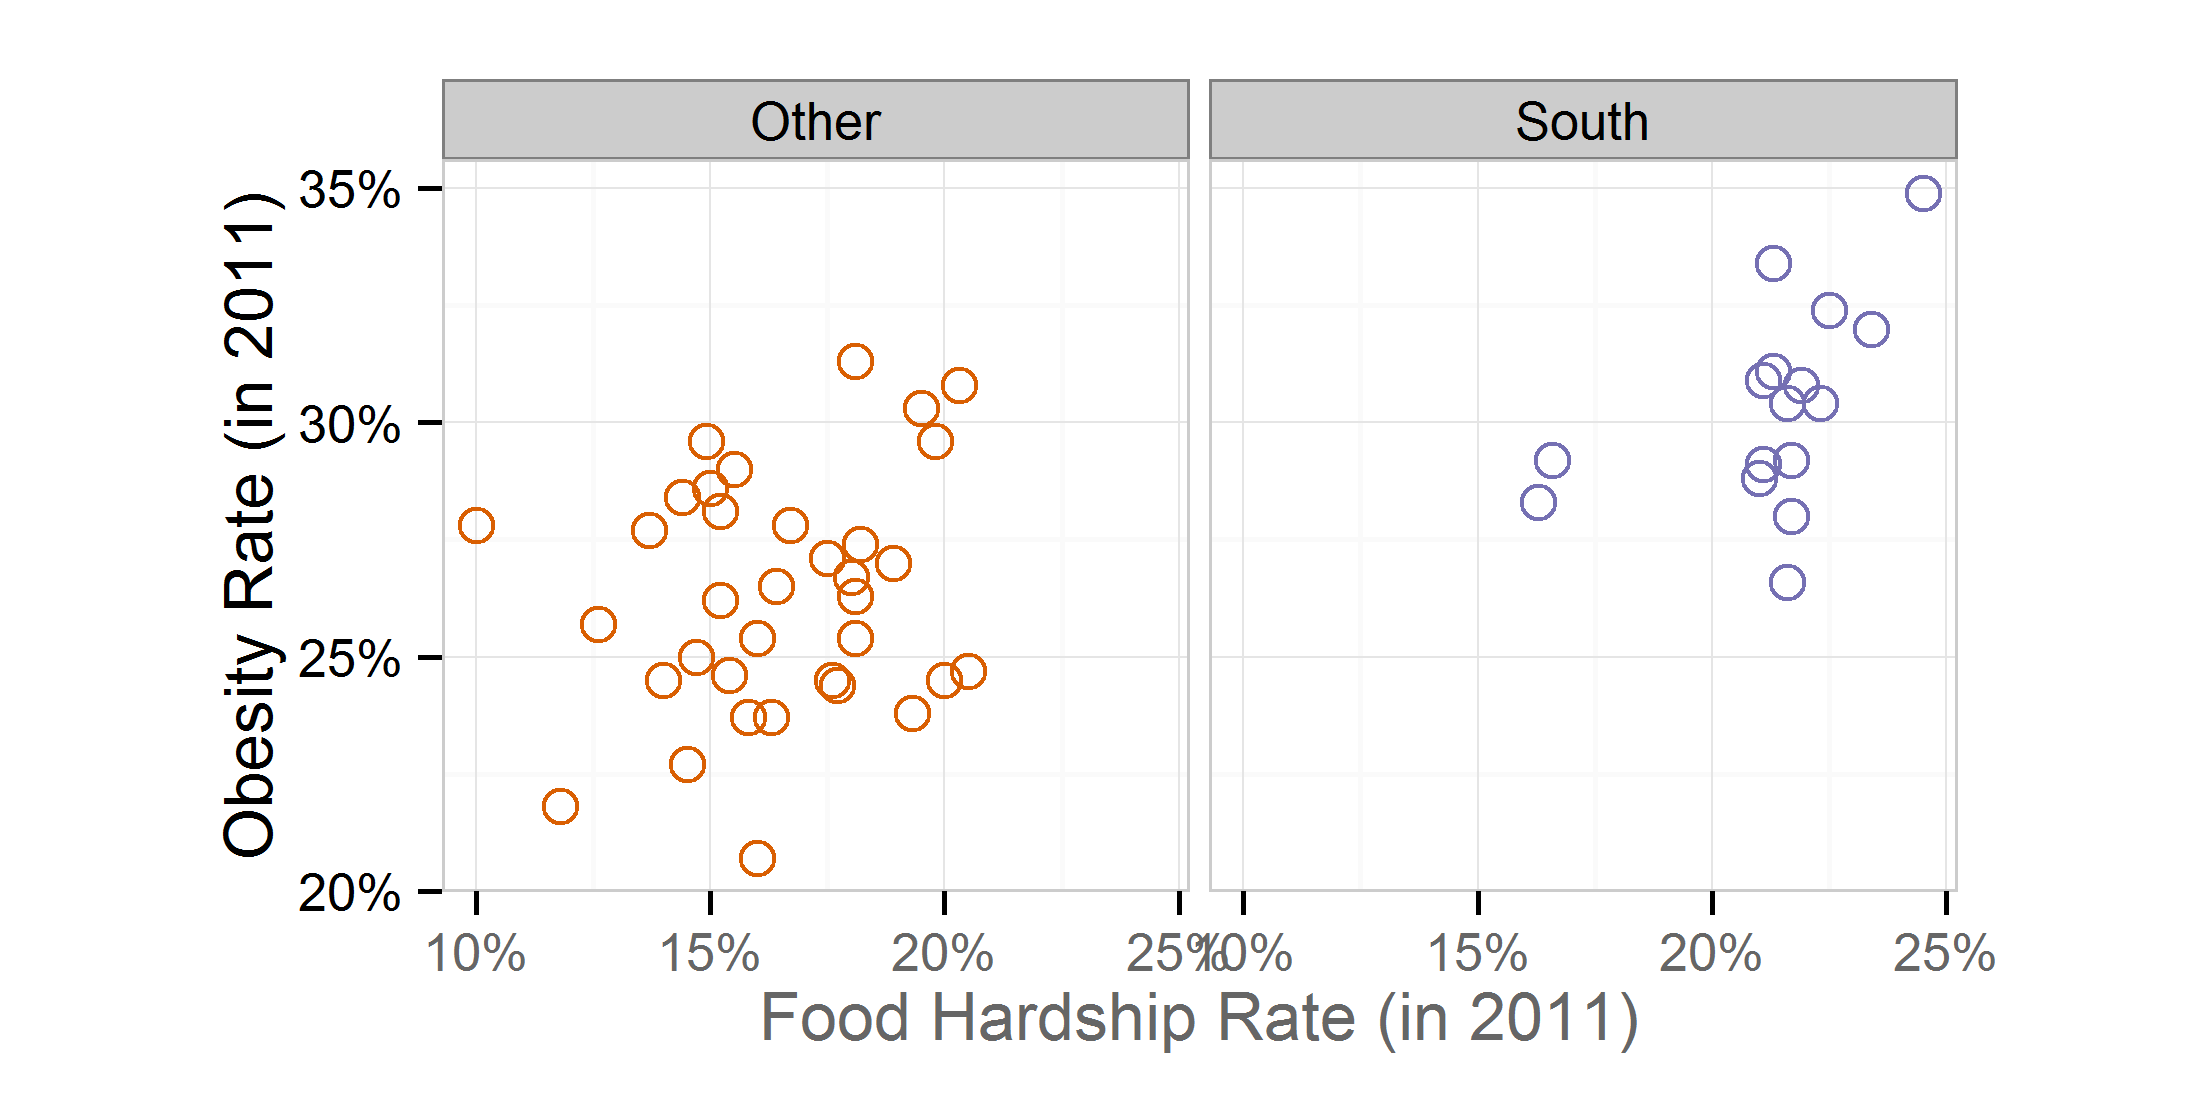 Other
South
Obesity Rate (in 2011)
35%
30%
25%
20%
10% 15% 20% 25% 10% 15% 20% 25%
Food Hardship Rate (in 2011)